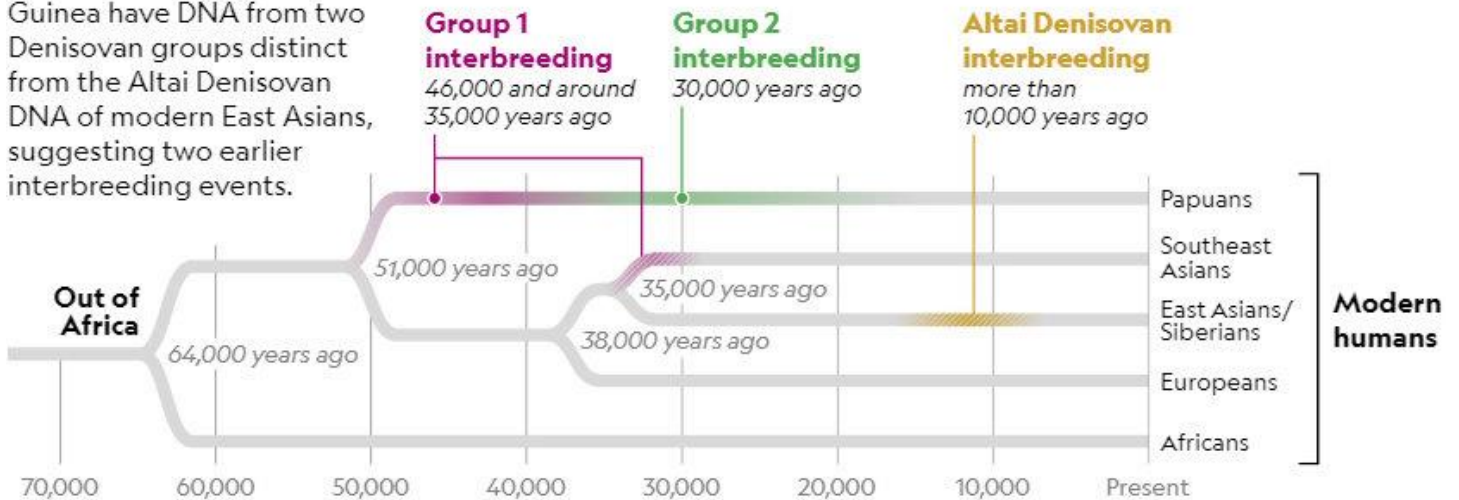 Guinea have DNA from two
Denisovan groups distinct
from the Altai Denisovan
DNA of modern East Asians,
suggesting two earlier
interbreeding events.
Group 1
interbreeding
46,000 and around
35,000 years ago
Group 2
interbreeding
30,000 years ago
Altai Denisovan
interbreeding
more than
10,000 years ago
Papuans
Southeast
Asians
51,000 years ago
35,000 years ago
Out of
Africa
East Asians/
Siberians
Modern
humans
64,000 years ago
38,000 years ago
Europeans
Africans
70,000
60,000
50,000
40,000
30,000
20,000
10,000
Present